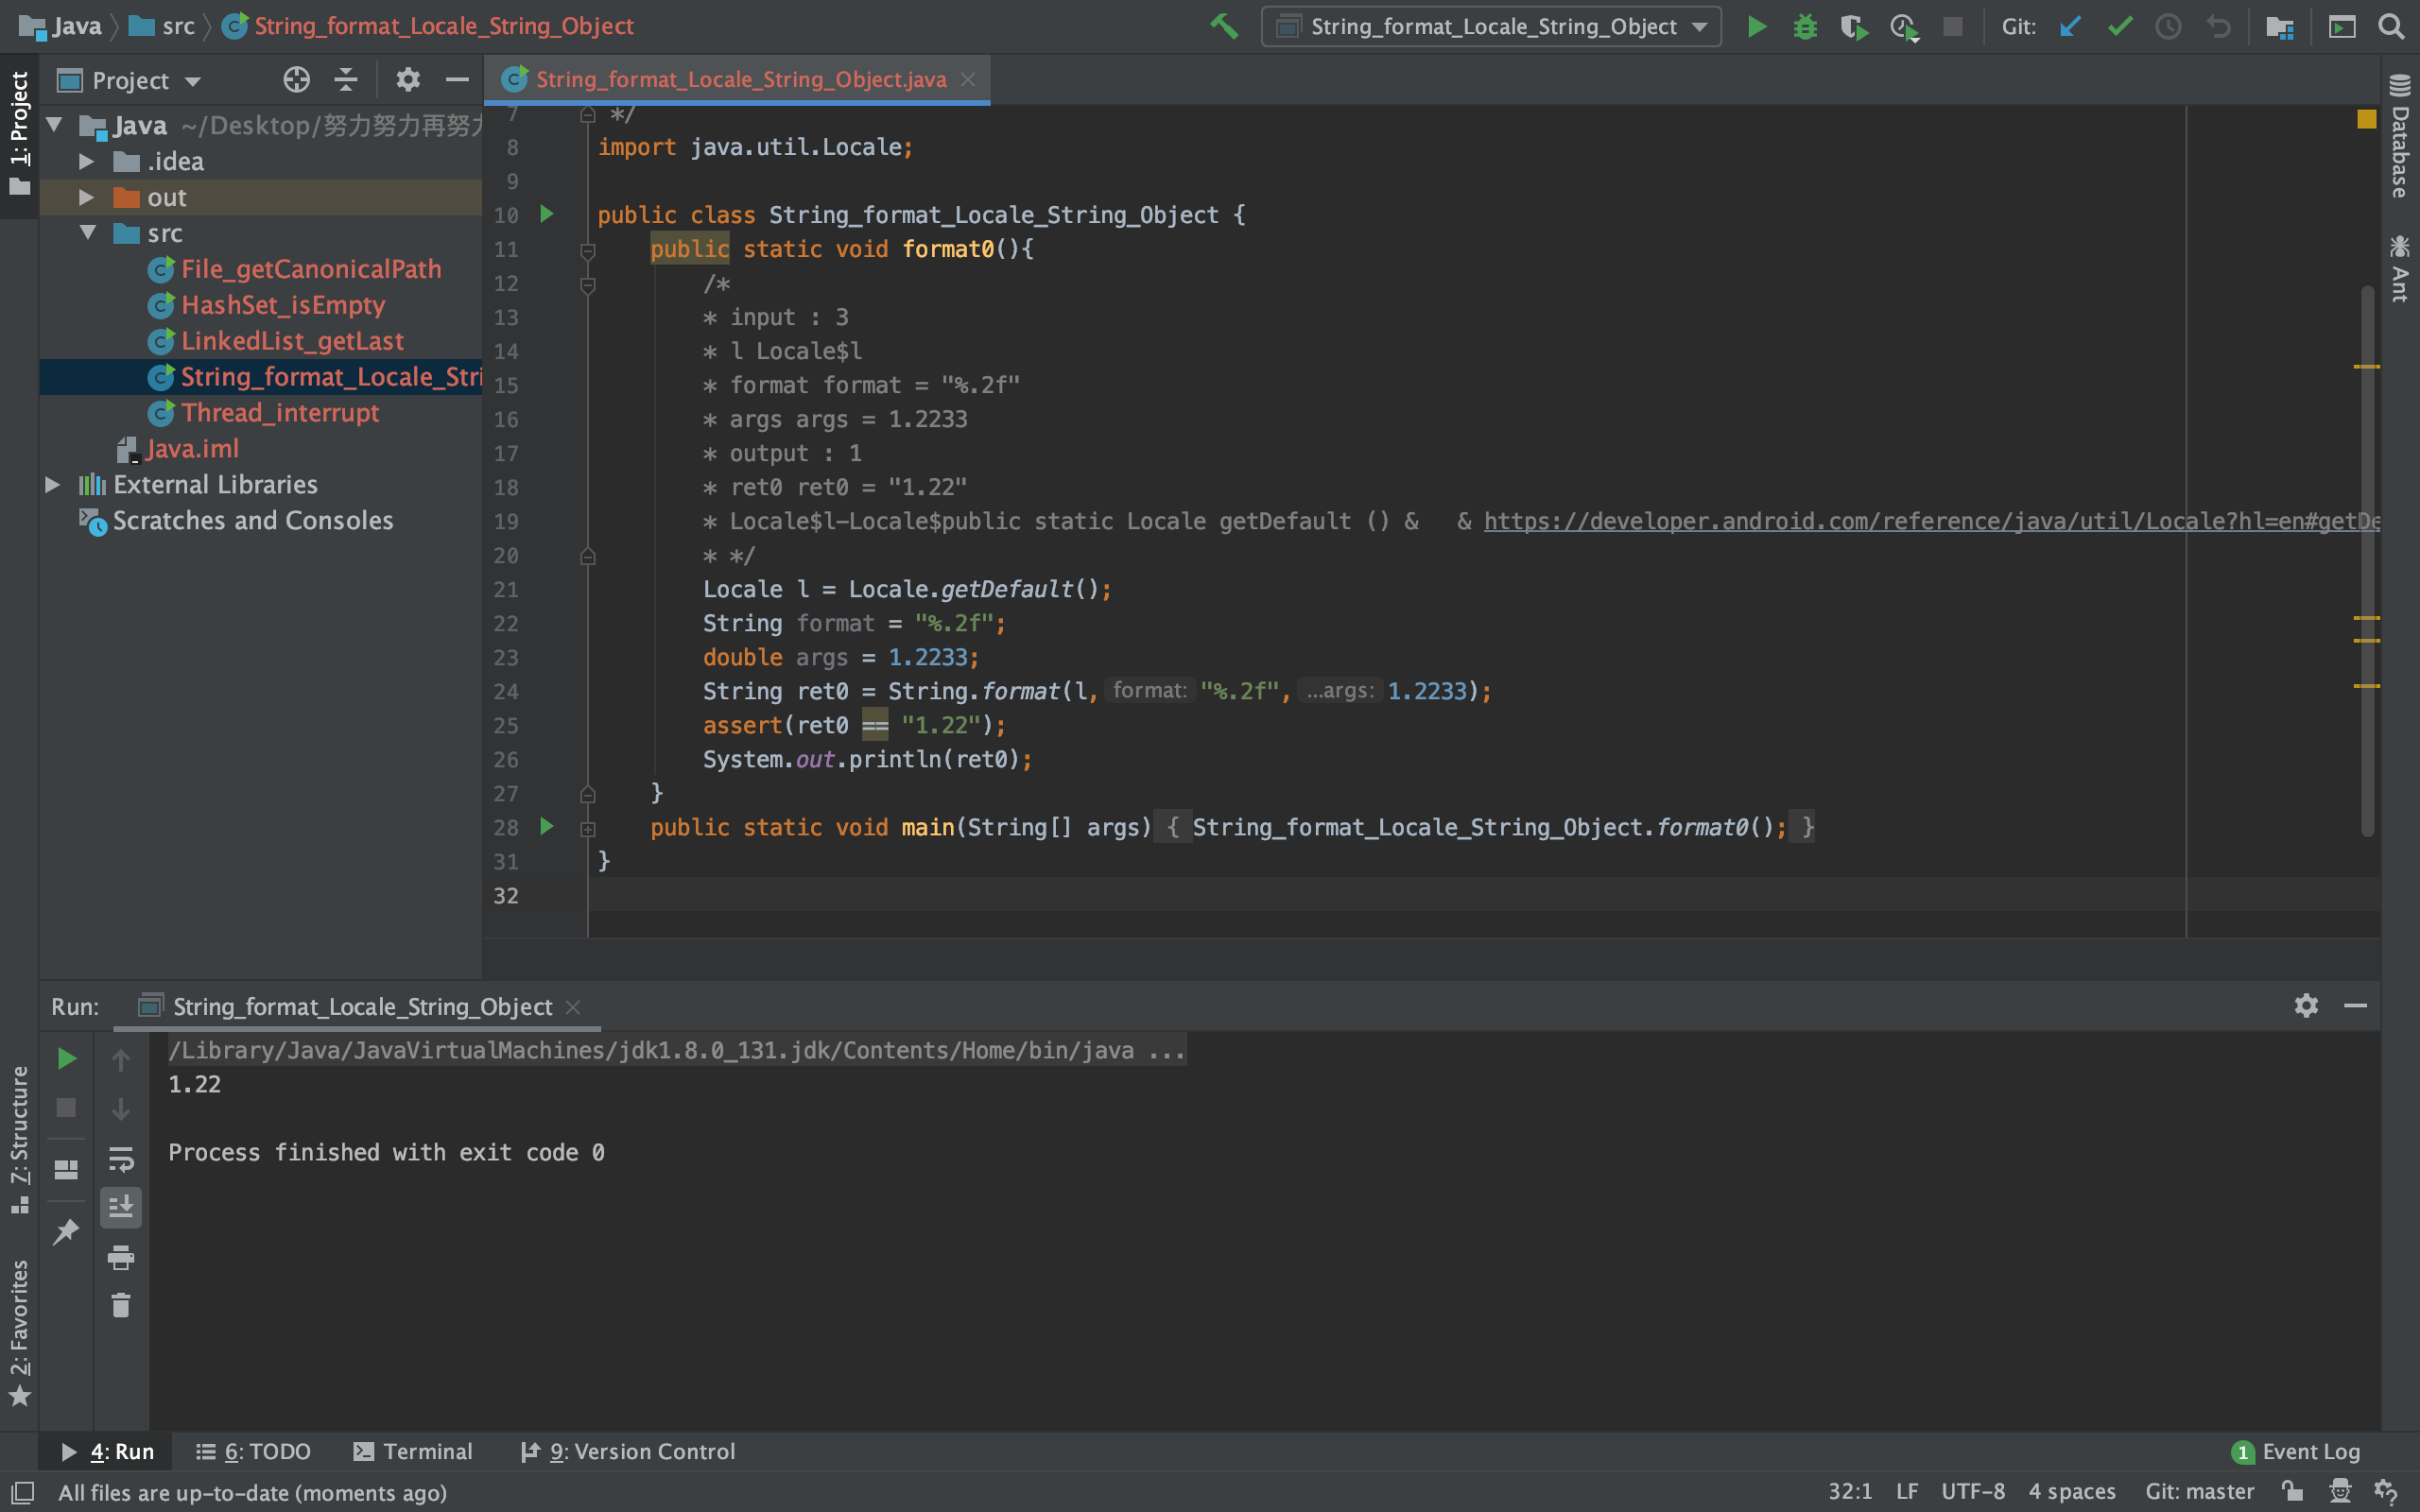 Java src String_format_Locale_String_Object String_format_Locale_String_Object Git:
Project String_format_Locale_String_Object.java
1: Project
Java ~/Desktop/努力努力再努力
.idea
out
src
File_getCanonicalPath
HashSet_isEmpty
LinkedList_getLast
String_format_Locale_Stri
Thread_interrupt
Java.iml
External Libraries
Scratches and Consoles
7 */
8 import java.util.Locale;
9
10 public class String_format_Locale_String_Object {
11 public static void format0(){
12 /*
13 * input : 3
14 * l Locale$l
15 * format format = "%.2f"
16 * args args = 1.2233
17 * output : 1
18 * ret0 ret0 = "1.22"
19 * Locale$l-Locale$public static Locale getDefault () & & https://developer.android.com/reference/java/util/Locale?hl=en#getDe
20 * */
21 Locale l = Locale.getDefault();
22 String format = "%.2f";
23 double args = 1.2233;
24 String ret0 = String.format(l, format: "%.2f", ...args: 1.2233);
25 assert(ret0 == "1.22");
26 System.out.println(ret0);
27 }
28 public static void main(String[] args) { String_format_Locale_String_Object.format0(); }
31 }
32
Database
Ant
Run: String_format_Locale_String_Object
/Library/Java/JavaVirtualMachines/jdk1.8.0_131.jdk/Contents/Home/bin/java ...
1.22
Process finished with exit code 0
7: Structure
2: Favorites
4: Run 6: TODO Terminal 9: Version Control 1 Event Log
All files are up-to-date (moments ago) 32:1 LF UTF-8 4 spaces Git: master